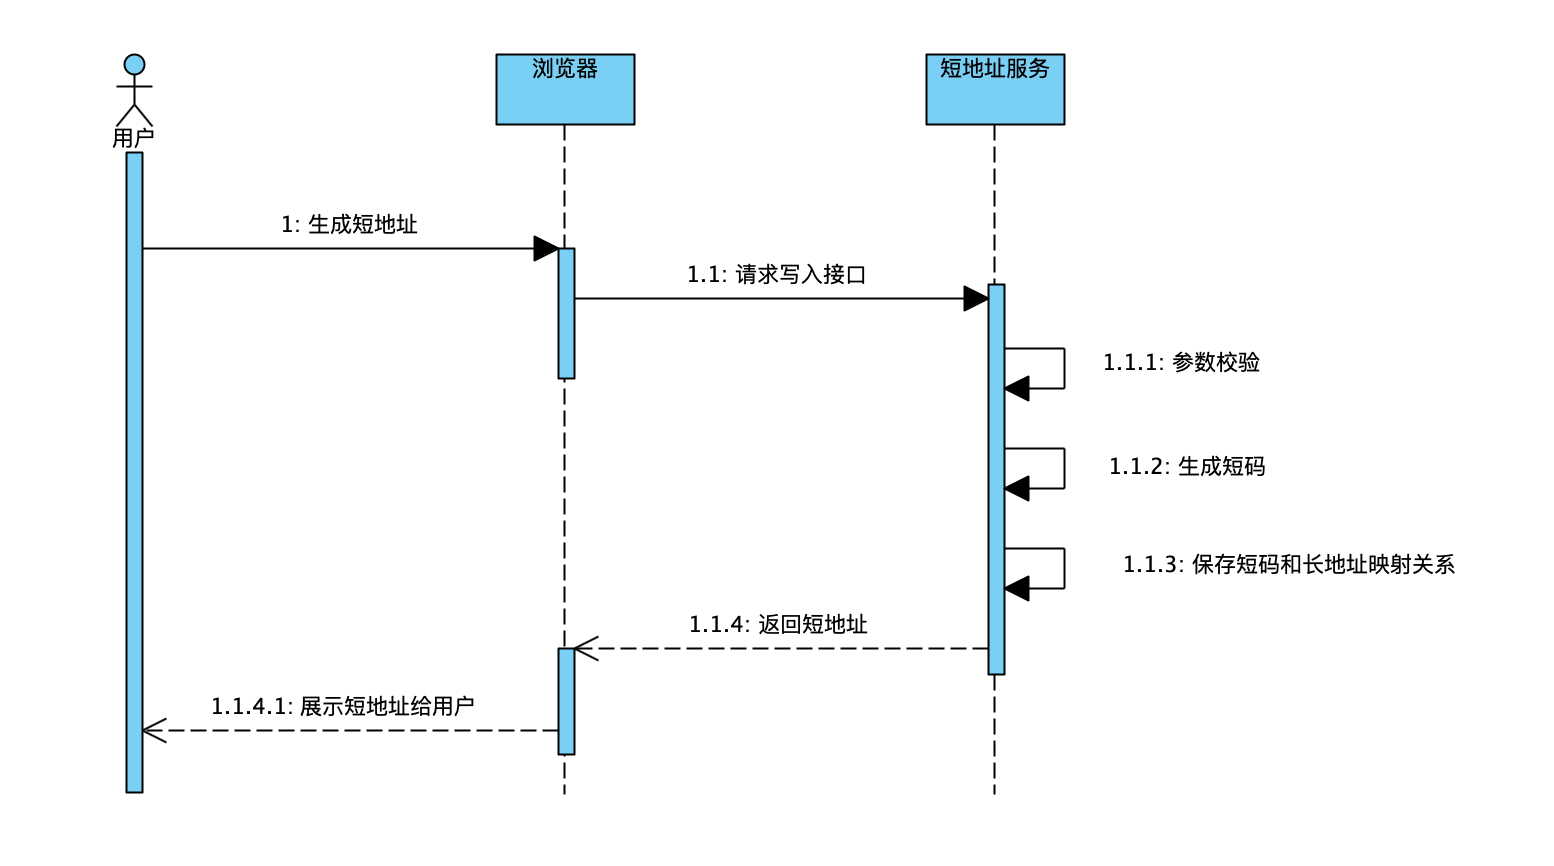 浏览器
短地址服务
用户
1: 生成短地址
1.1: 请求写入接口
1.1.1: 参数校验
1.1.2: 生成短码
1.1.3: 保存短码和长地址映射关系
1.1.4: 返回短地址
1.1.4.1: 展示短地址给用户